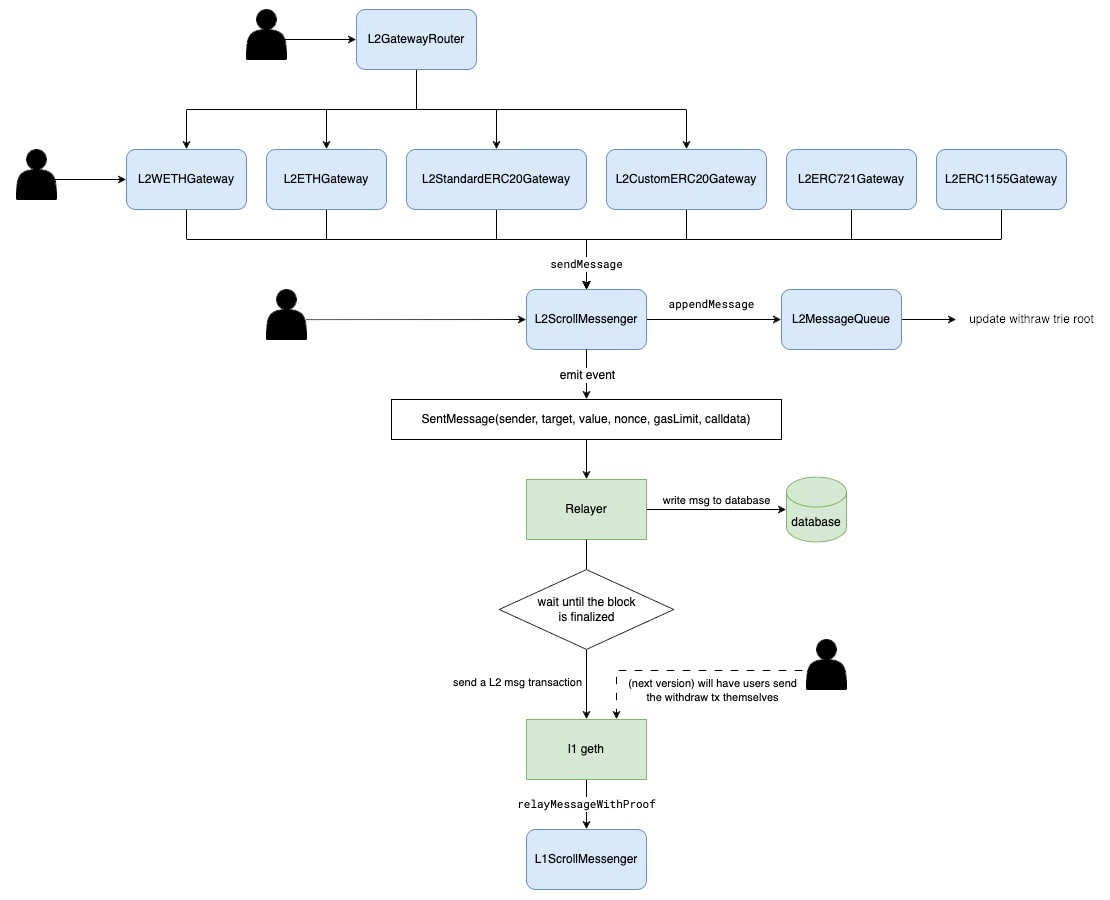 L2GatewayRouter
L2WETHGateway
L2ETHGateway
L2StandardERC20Gateway
L2CustomERC20Gateway
L2ERC721Gateway
L2ERC1155Gateway
sendMessage
L2ScrollMessenger
appendMessage
L2MessageQueue
update withraw trie root
emit event
SentMessage(sender, target, value, nonce, gasLimit, calldata)
Relayer
write msg to database
database
wait until the block
is finalized
send a L2 msg transaction
(next version) will have users send
the withdraw tx themselves
l1 geth
relayMessageWithProof
L1ScrollMessenger